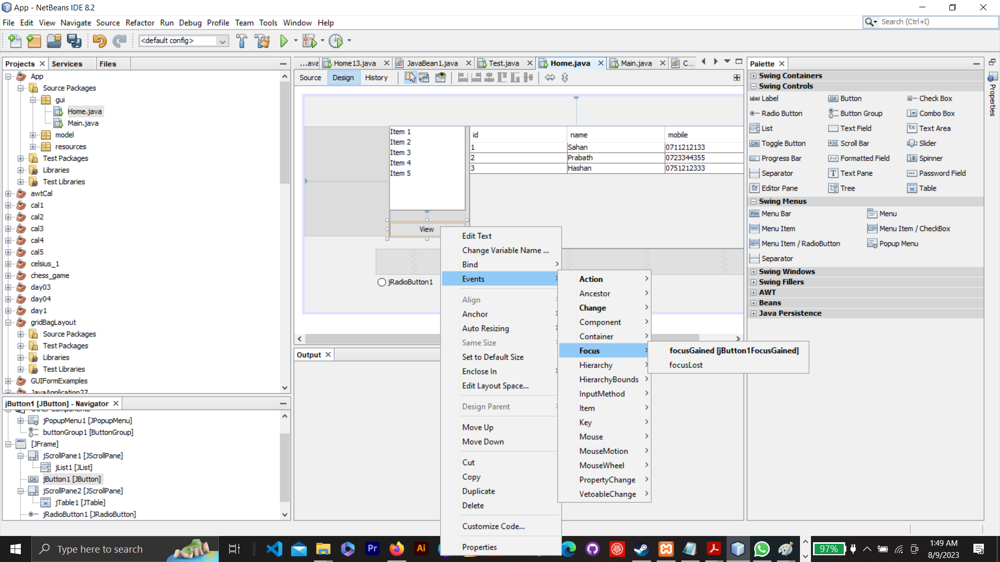 App - NetBeans IDE 8.2
File Edit View Navigate Source Refactor Run Debug Profile Team Tools Window Help
Search (Ctrl+I)
<default config>
Projects Services Files
App
Source Packages
gui
Home.java
Main.java
model
resources
Test Packages
Libraries
Test Libraries
awtCal
cal1
cal2
cal3
cal4
cal5
celsius_1
chess_game
day03
day04
day1
gridBagLayout
Source Packages
Test Packages
Libraries
Test Libraries
GUIFormExamples
JavaApplication27
jButton1 [JButton] - Navigator
Other Components
jPopupMenu1 [JPopupMenu]
buttonGroup1 [ButtonGroup]
[JFrame]
jScrollPane1 [JScrollPane]
jList1 [JList]
OK jButton1 [JButton]
jScrollPane2 [JScrollPane]
jTable1 [JTable]
jRadioButton1 [JRadioButton]
...ava Home13.java JavaBean1.java Test.java Home.java Main.java C...
Source Design History
Item 1
Item 2
Item 3
Item 4
Item 5
id name mobile
1 Sahan 0711212133
2 Prabath 0723344355
3 Hashan 0751212333
View
jRadioButton1
Output
Edit Text
Change Variable Name ...
Bind
Events
Align
Anchor
Auto Resizing
Same Size
Set to Default Size
Enclose In
Edit Layout Space...
Design Parent
Move Up
Move Down
Cut
Copy
Duplicate
Delete
Customize Code...
Properties
Action
Ancestor
Change
Component
Container
Focus
Hierarchy
HierarchyBounds
InputMethod
Item
Key
Mouse
MouseMotion
MouseWheel
PropertyChange
VetoableChange
focusGained [jButton1FocusGained]
focusLost
Palette
Swing Containers
Swing Controls
label Label OK Button Check Box
Radio Button Button Group Combo Box
List Text Field Text Area
ON Toggle Button Scroll Bar Slider
Progress Bar Formatted Field Spinner
Separator T Text Pane Password Field
Editor Pane Tree Table
Swing Menus
File Menu Bar Menu
Menu Item Menu Item / CheckBox
Menu Item / RadioButton Popup Menu
Separator
Swing Windows
Swing Fillers
AWT
Beans
Java Persistence
Properties
Type here to search
Pr
Ai
97%
1:49 AM
8/9/2023